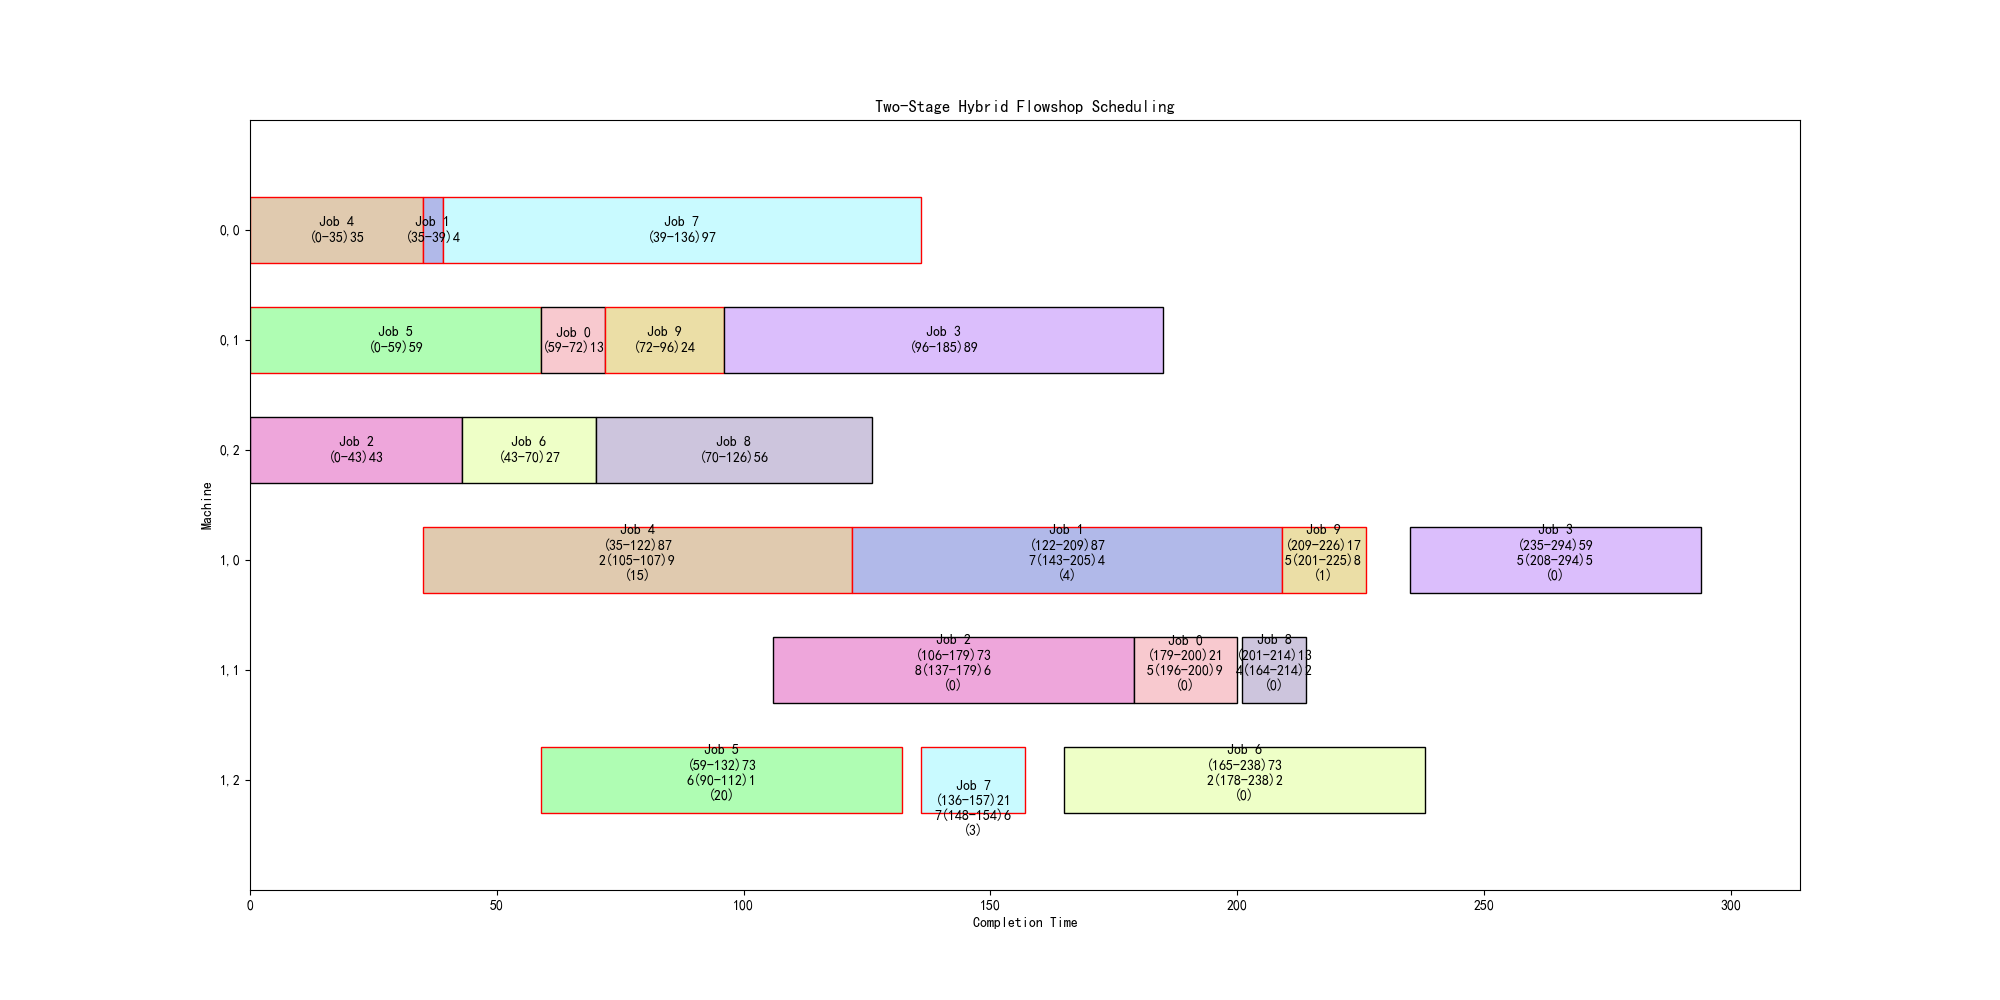 Two-Stage Hybrid Flowshop Scheduling
Machine
0,0
Job 4
(0-35)35
Job 1
(35-39)4
Job 7
(39-136)97
0,1
Job 5
(0-59)59
Job 0
(59-72)13
Job 9
(72-96)24
Job 3
(96-185)89
0,2
Job 2
(0-43)43
Job 6
(43-70)27
Job 8
(70-126)56
1,0
Job 4
(35-122)87
2(105-107)9
(15)
Job 1
(122-209)87
7(143-205)4
(4)
Job 9
(209-226)17
5(201-225)8
(1)
Job 3
(235-294)59
5(208-294)5
(0)
1,1
Job 2
(106-179)73
8(137-179)6
(0)
Job 0
(179-200)21
5(196-200)9
(0)
Job 8
(201-214)13
4(164-214)2
(0)
1,2
Job 5
(59-132)73
6(90-112)1
(20)
Job 7
(136-157)21
7(148-154)6
(3)
Job 6
(165-238)73
2(178-238)2
(0)
0
50
100
150
200
250
300
Completion Time